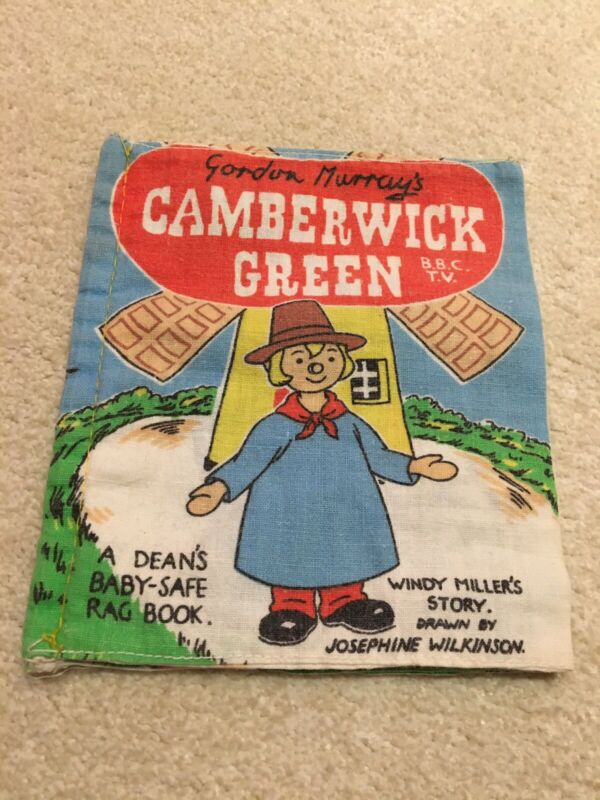 Gordon Murray's
CAMBERWICK
GREEN
B.B.C.
T.V.
A DEAN'S
BABY-SAFE
RAG BOOK.
WINDY MILLER'S
STORY.
DRAWN BY
JOSEPHINE WILKINSON.